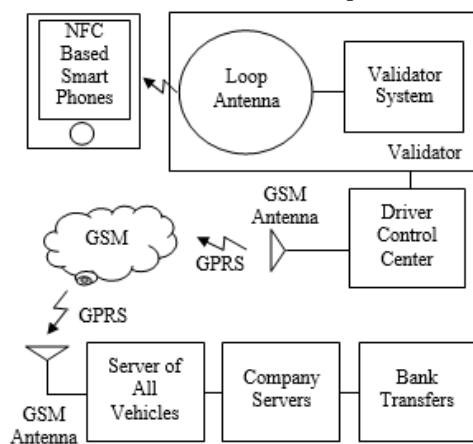 NFC
Based
Smart
Phones
Loop
Antenna
Validator
System
Validator
GSM
Antenna
Driver
Control
Center
GSM
GPRS
GPRS
Server of
All
Vehicles
Company
Servers
Bank
Transfers
GSM
Antenna